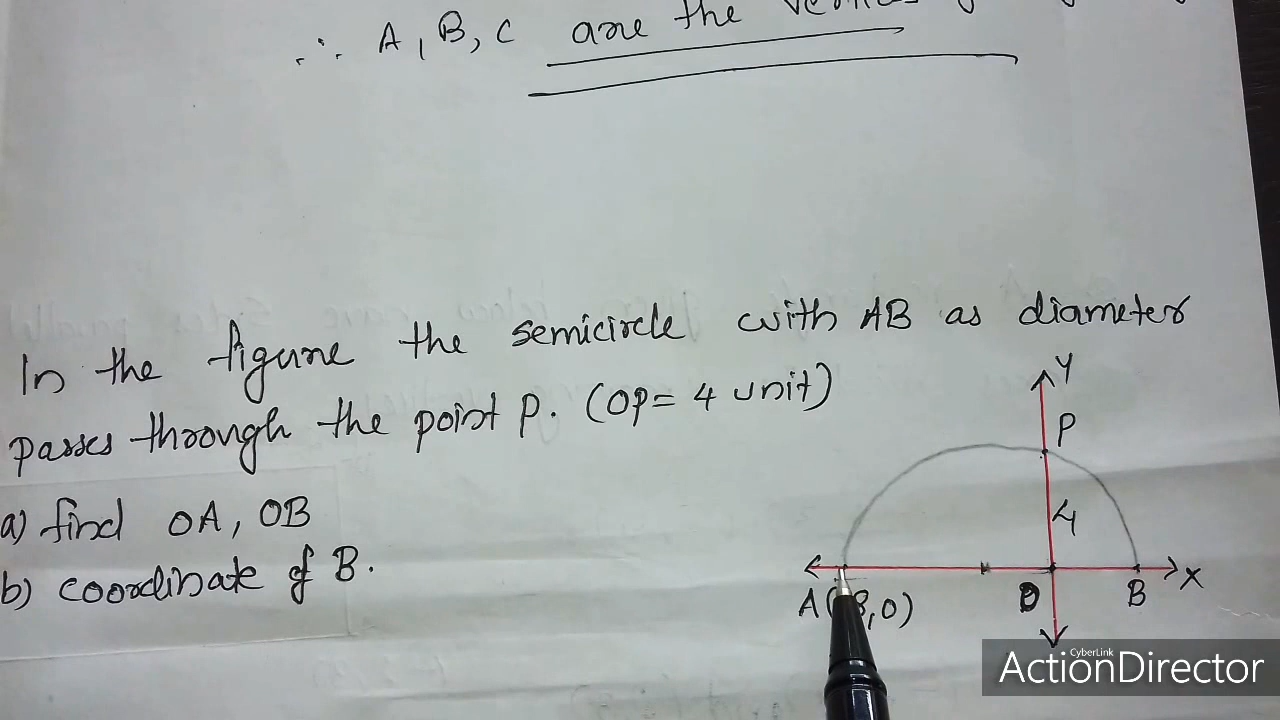 ∴ A, B, C are the
In the figure the semicircle with AB as diameter
passes through the point P. (OP = 4 unit)
a) find OA, OB
b) coordinate of B.
Y
P
4
A( 8,0)
O
B
X
CyberLink
ActionDirector